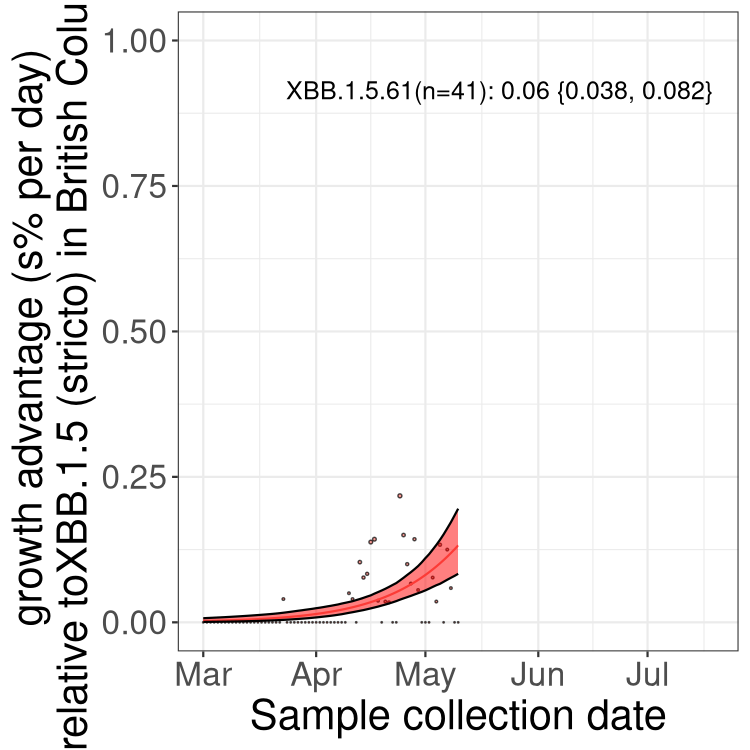 growth advantage (s% per day)
relative toXBB.1.5 (stricto) in British Colu
1.00
0.75
0.50
0.25
0.00
XBB.1.5.61(n=41): 0.06 {0.038, 0.082}
Mar Apr May Jun Jul
Sample collection date